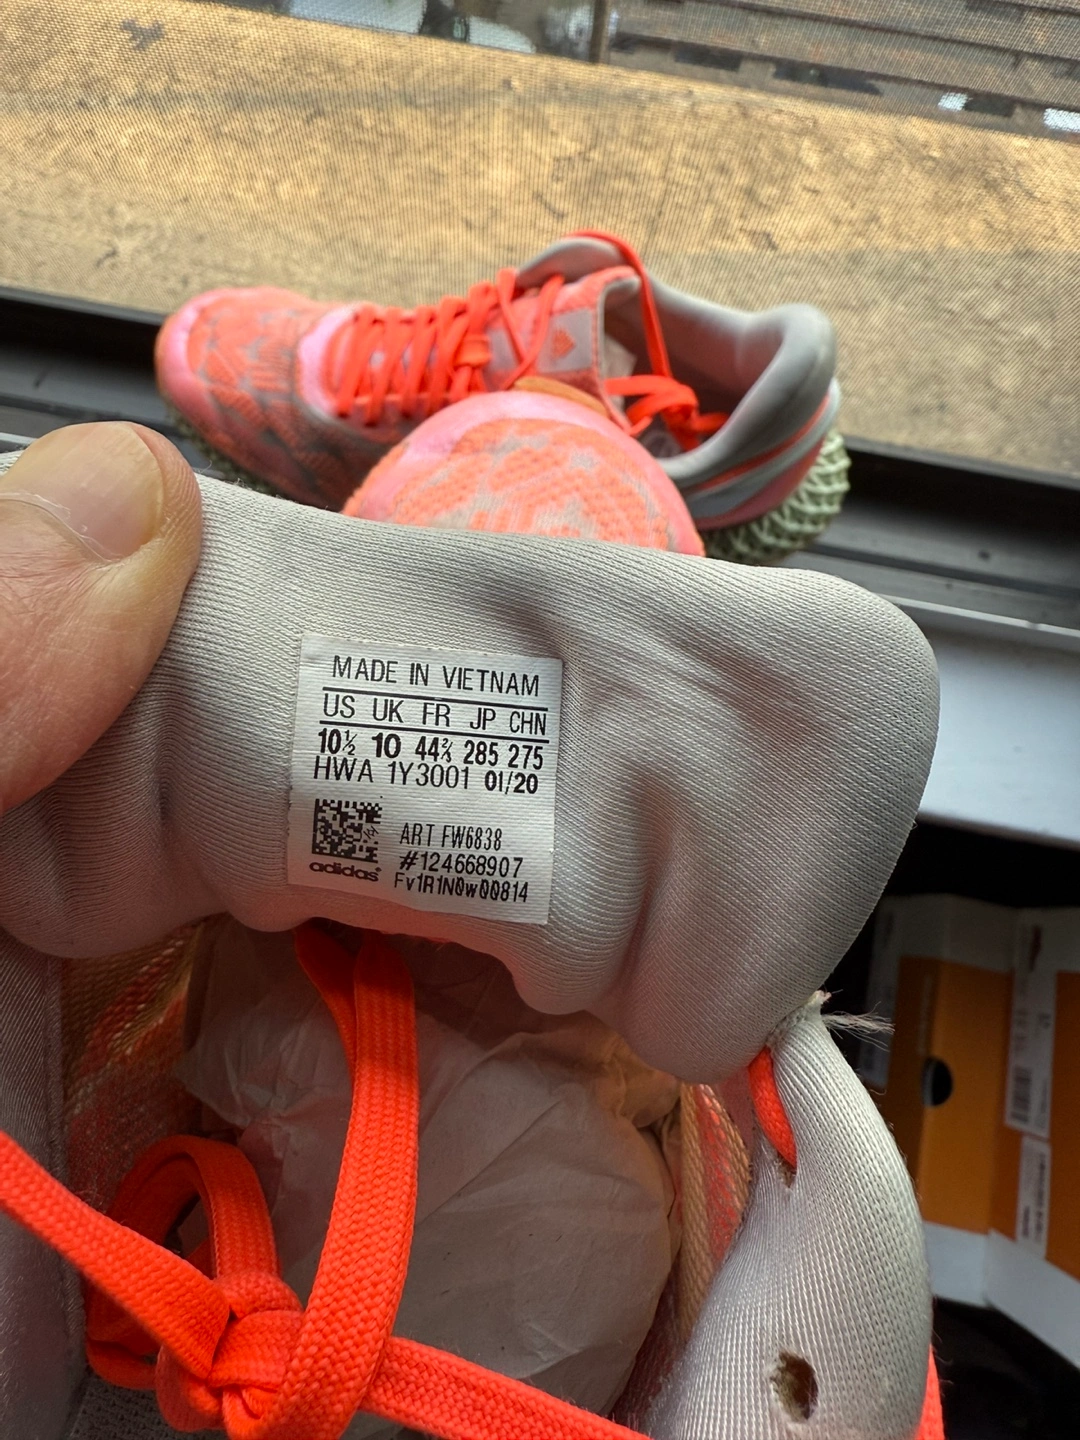 MADE IN VIETNAM
US UK FR JP CHN
10½ 10 44⅔ 285 275
HWA 1Y3001 01/20
ART FW6838
#124668907
adidas®
Fv1R1N0w00814